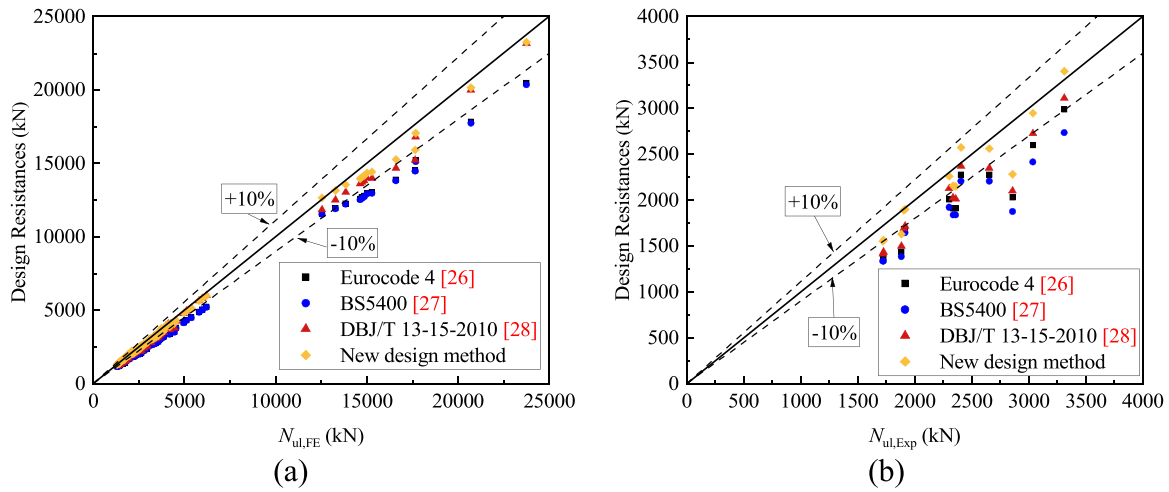 (a)
25000
20000
15000
10000
5000
0
Design Resistances (kN)
+10%
-10%
Eurocode 4 [26]
BS5400 [27]
DBJ/T 13-15-2010 [28]
New design method
0 5000 10000 15000 20000 25000
Nul,FE (kN)
(b)
4000
3500
3000
2500
2000
1500
1000
500
0
Design Resistances (kN)
+10%
-10%
Eurocode 4 [26]
BS5400 [27]
DBJ/T 13-15-2010 [28]
New design method
0 500 1000 1500 2000 2500 3000 3500 4000
Nul,Exp (kN)